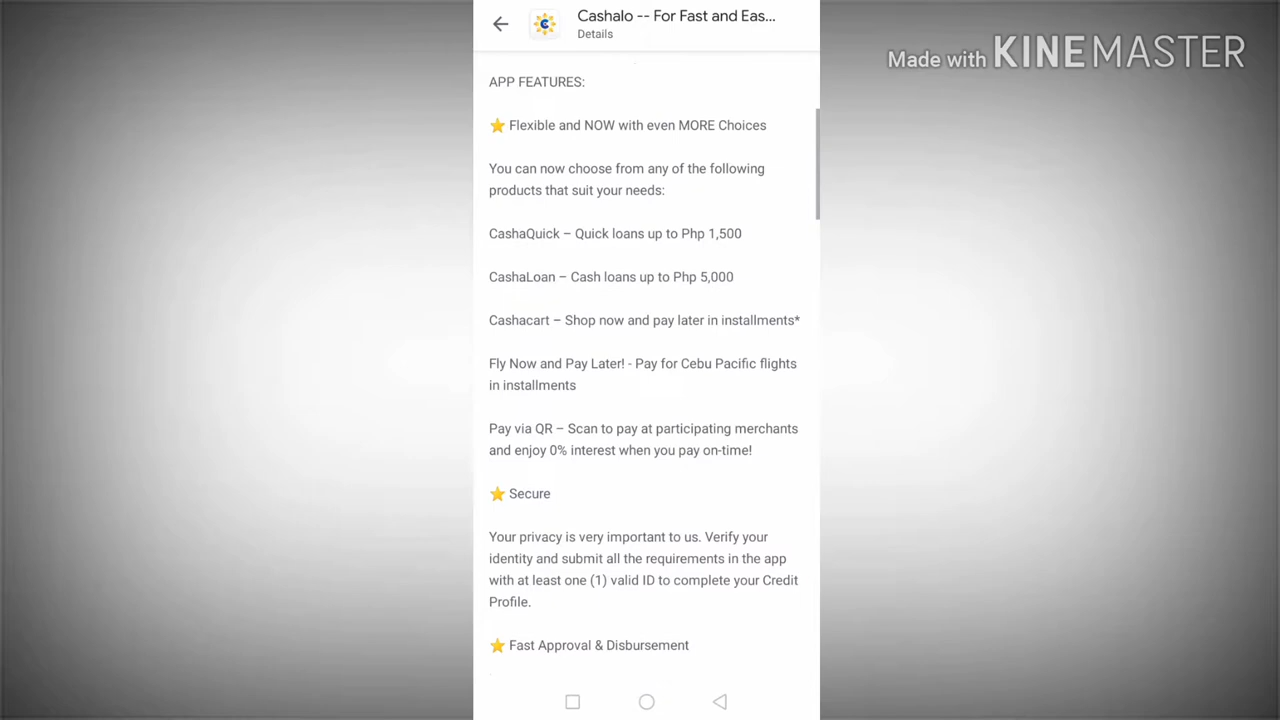 Cashalo -- For Fast and Eas...
Details
Made with KINEMASTER
APP FEATURES:
⭐ Flexible and NOW with even MORE Choices
You can now choose from any of the following
products that suit your needs:
CashaQuick – Quick loans up to Php 1,500
CashaLoan – Cash loans up to Php 5,000
Cashacart – Shop now and pay later in installments*
Fly Now and Pay Later! - Pay for Cebu Pacific flights
in installments
Pay via QR – Scan to pay at participating merchants
and enjoy 0% interest when you pay on-time!
⭐ Secure
Your privacy is very important to us. Verify your
identity and submit all the requirements in the app
with at least one (1) valid ID to complete your Credit
Profile.
⭐ Fast Approval & Disbursement